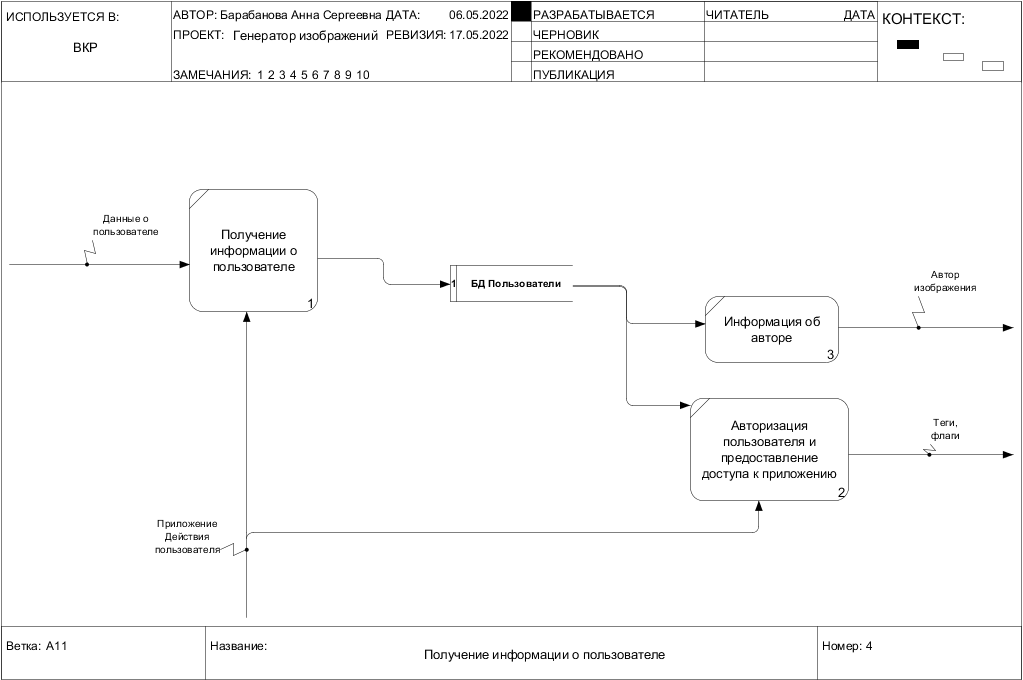 ИСПОЛЬЗУЕТСЯ В:
ВКР
АВТОР: Барабанова Анна Сергеевна ДАТА: 06.05.2022
ПРОЕКТ: Генератор изображений РЕВИЗИЯ: 17.05.2022
ЗАМЕЧАНИЯ: 1 2 3 4 5 6 7 8 9 10
РАЗРАБАТЫВАЕТСЯ
ЧЕРНОВИК
РЕКОМЕНДОВАНО
ПУБЛИКАЦИЯ
ЧИТАТЕЛЬ ДАТА
КОНТЕКСТ:
Данные о
пользователе
Получение
информации о
пользователе
1
1 БД Пользователи
Информация об
авторе
3
Автор
изображения
Авторизация
пользователя и
предоставление
доступа к приложению
2
Теги,
флаги
Приложение
Действия
пользователя
Ветка: A11
Название:
Получение информации о пользователе
Номер: 4